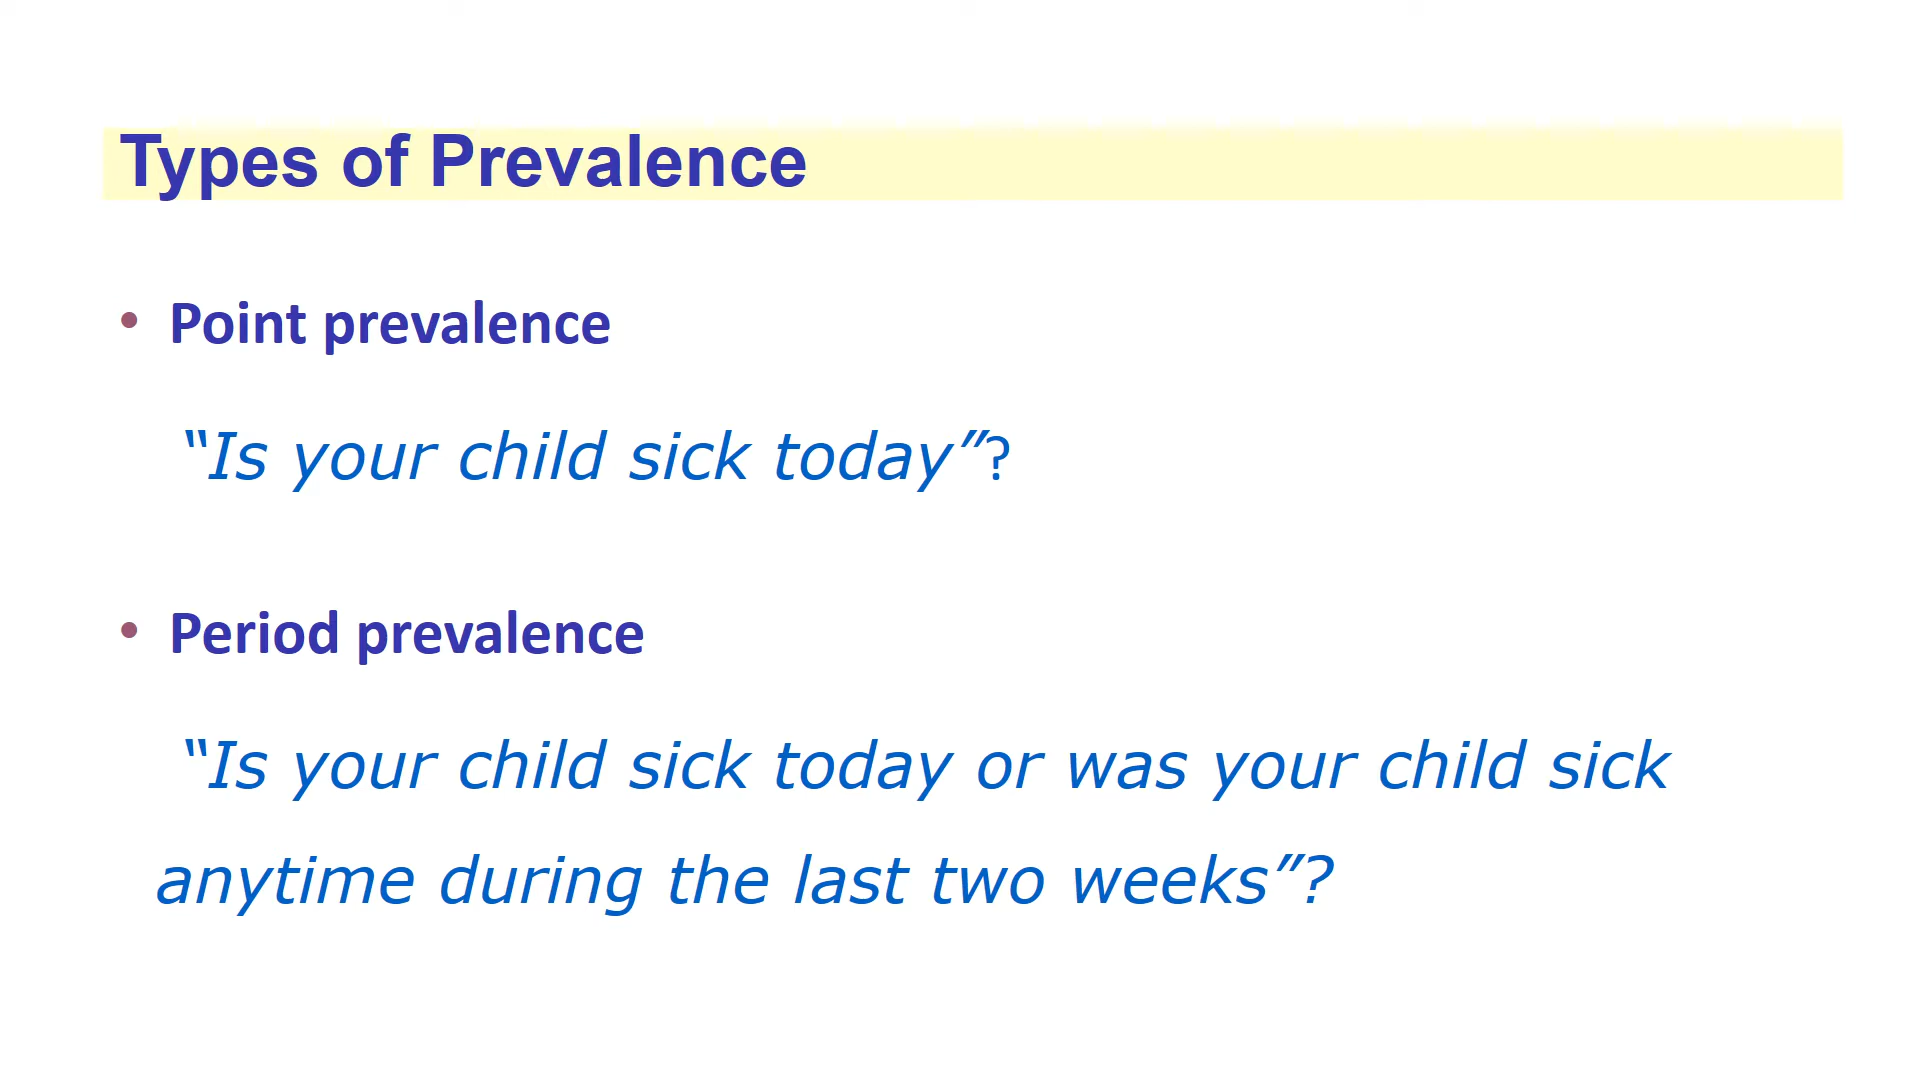 Types of Prevalence
• Point prevalence
“Is your child sick today”?
• Period prevalence
“Is your child sick today or was your child sick
anytime during the last two weeks”?